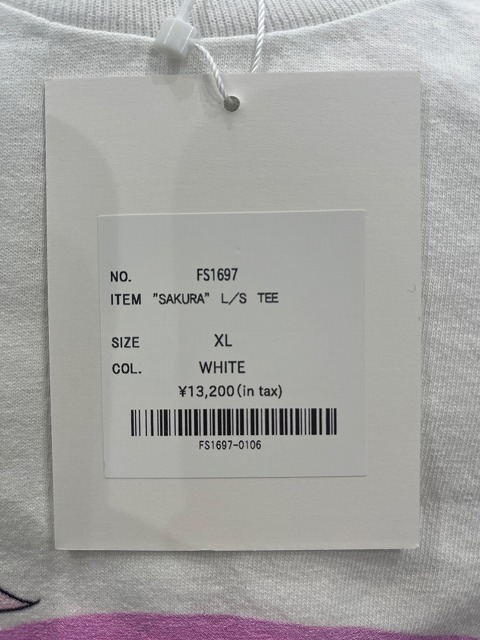 NO. FS1697
ITEM "SAKURA" L/S TEE
SIZE XL
COL. WHITE
¥13,200(in tax)
FS1697-0106